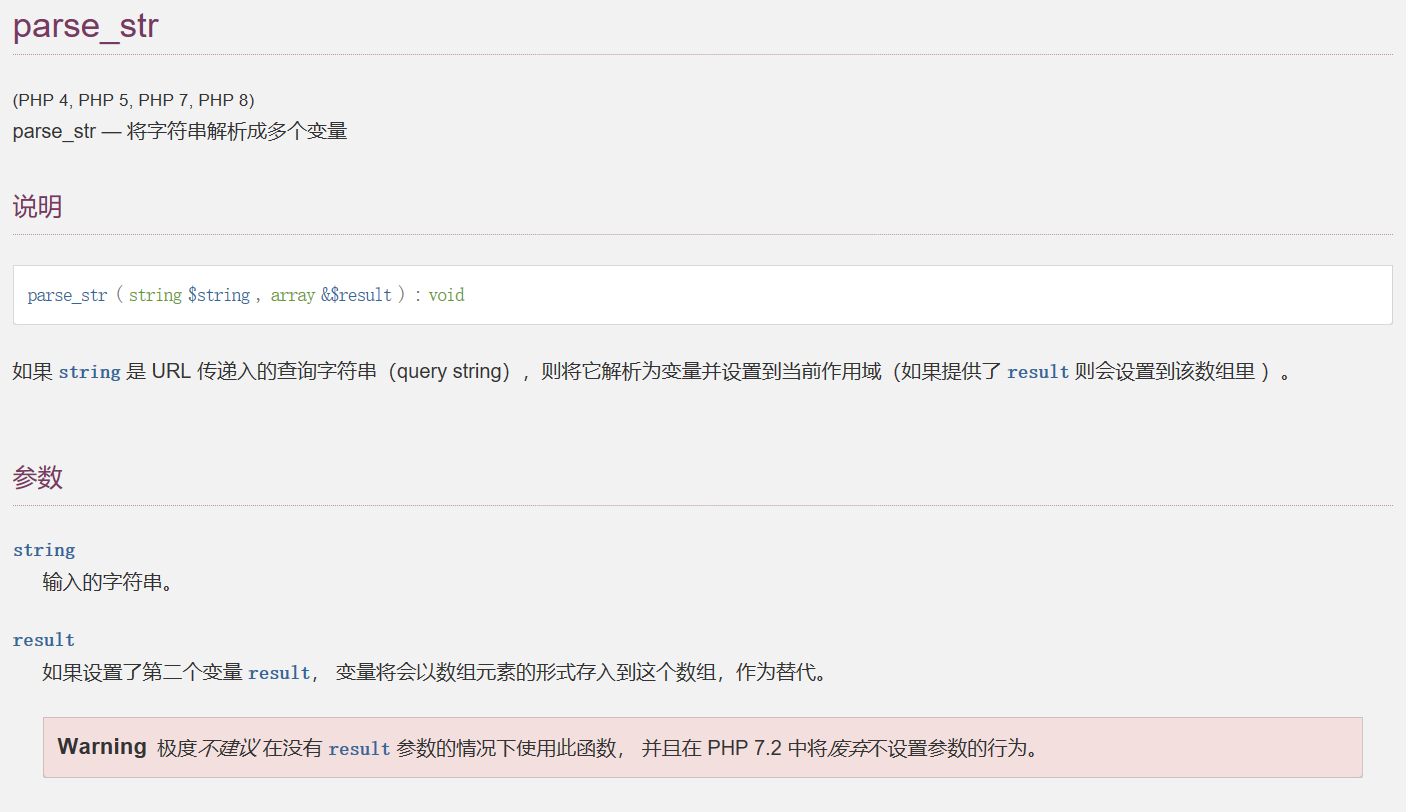 parse_str
(PHP 4, PHP 5, PHP 7, PHP 8)
parse_str — 将字符串解析成多个变量
说明
parse_str ( string $string , array &$result ) : void
如果 string 是 URL 传递入的查询字符串（query string），则将它解析为变量并设置到当前作用域（如果提供了 result 则会设置到该数组里 ）。
参数
string
输入的字符串。
result
如果设置了第二个变量 result， 变量将会以数组元素的形式存入到这个数组，作为替代。
Warning 极度不建议 在没有 result 参数的情况下使用此函数， 并且在 PHP 7.2 中将废弃不设置参数的行为。